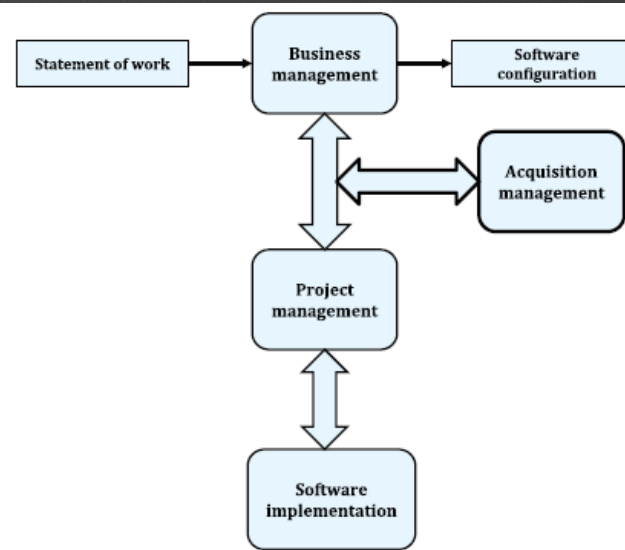 Statement of work
Business
management
Software
configuration
Acquisition
management
Project
management
Software
implementation